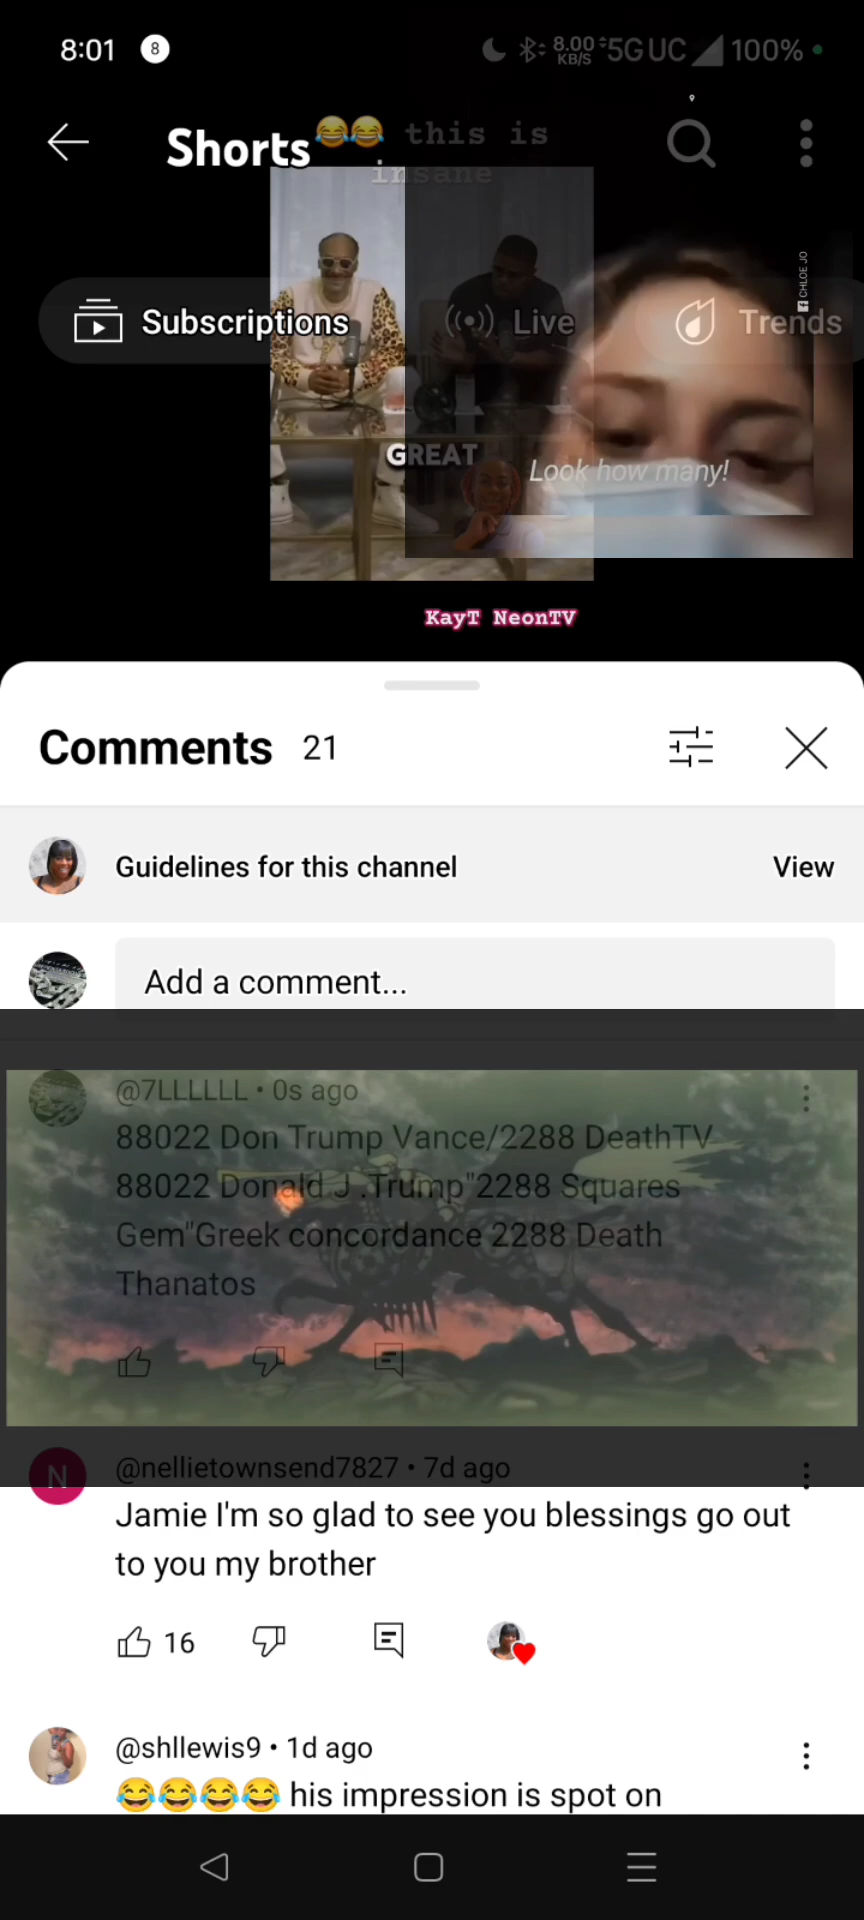 8:01 8 8.00 KB/S 5G UC 100%
Shorts 😂😂 this is
insane
CHLOE JO
Subscriptions Live Trends
GREAT
Look how many!
KayT NeonTV
Comments 21
Guidelines for this channel View
Add a comment...
@7LLLLLL • 0s ago
88022 Don Trump Vance/2288 DeathTV
88022 Donald J .Trump"2288 Squares
Gem"Greek concordance 2288 Death
Thanatos
N @nellietownsend7827 • 7d ago
Jamie I'm so glad to see you blessings go out
to you my brother
16
@shllewis9 • 1d ago
😂😂😂😂 his impression is spot on